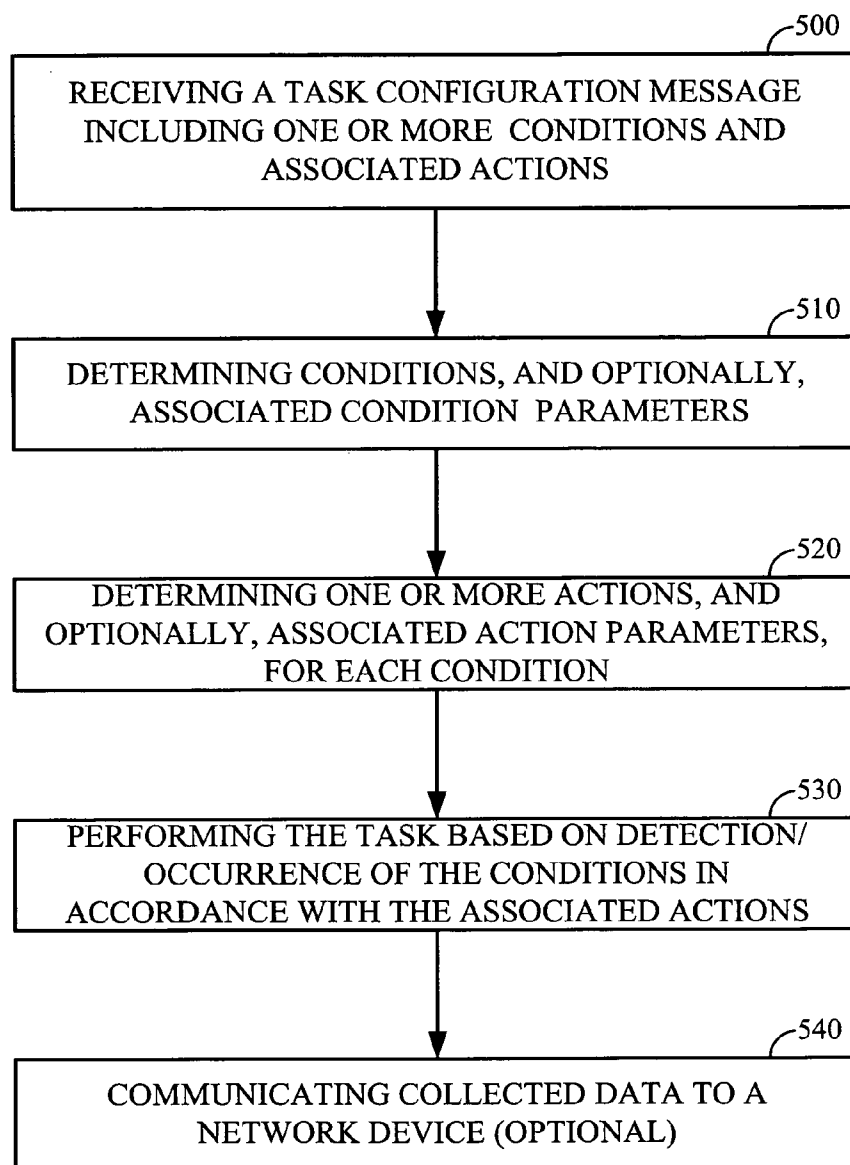 500
RECEIVING A TASK CONFIGURATION MESSAGE
INCLUDING ONE OR MORE CONDITIONS AND
ASSOCIATED ACTIONS
510
DETERMINING CONDITIONS, AND OPTIONALLY,
ASSOCIATED CONDITION PARAMETERS
520
DETERMINING ONE OR MORE ACTIONS, AND
OPTIONALLY, ASSOCIATED ACTION PARAMETERS,
FOR EACH CONDITION
530
PERFORMING THE TASK BASED ON DETECTION/
OCCURRENCE OF THE CONDITIONS IN
ACCORDANCE WITH THE ASSOCIATED ACTIONS
540
COMMUNICATING COLLECTED DATA TO A
NETWORK DEVICE (OPTIONAL)